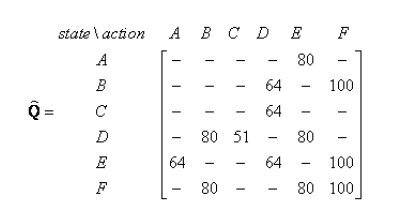 state\action A B C D E F
A – – – – 80 –
B – – – 64 – 100
C – – – 64 – –
Q̂ = D – 80 51 – 80 –
E 64 – – 64 – 100
F – 80 – – 80 100